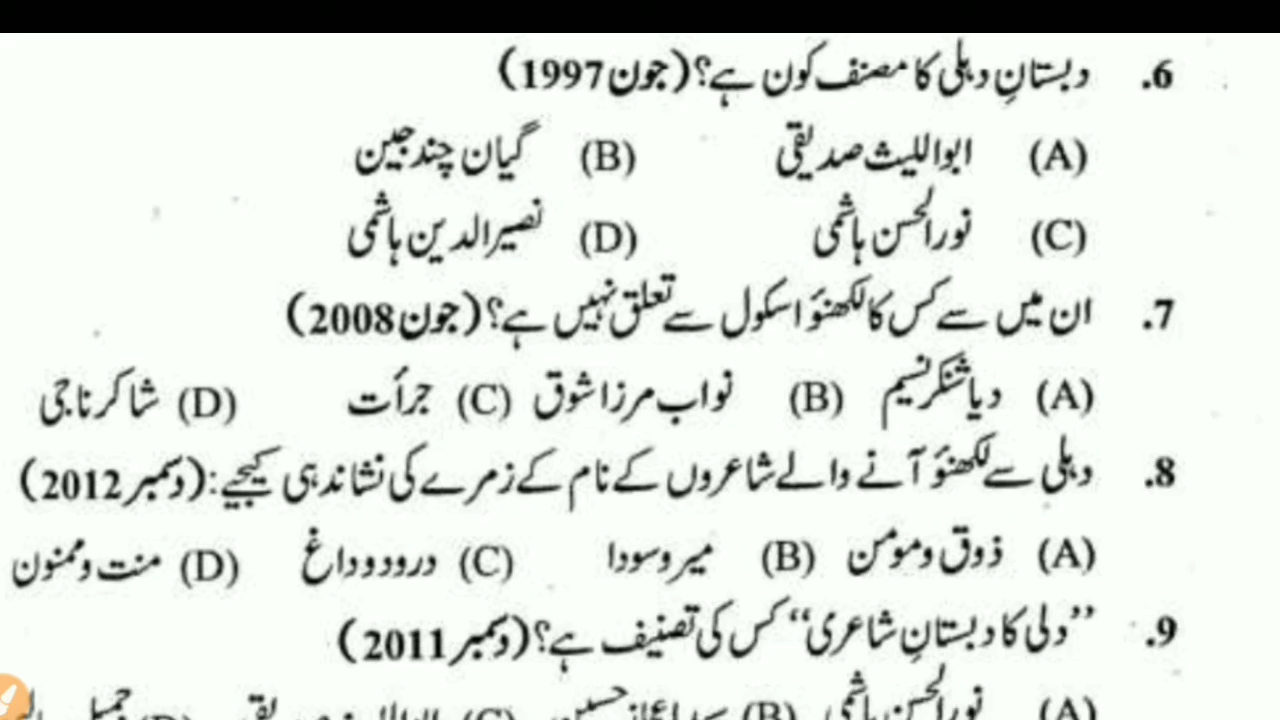 6. دبستانِ دہلی کا مصنف کون ہے؟ (جون 1997)
(A) ابواللیث صدیقی (B) گیان چند جین
(C) نورالحسن ہاشمی (D) نصیرالدین ہاشمی
7. ان میں سے کس کا لکھنؤ اسکول سے تعلق نہیں ہے؟ (جون 2008)
(A) دیا شنکر نسیم (B) نواب مرزا شوق (C) جرأت (D) شاکر ناجی
8. دہلی سے لکھنؤ آنے والے شاعروں کے نام کے زمرے کی نشاندہی کیجیے: (دسمبر 2012)
(A) ذوق و مومن (B) میر و سودا (C) درد و داغ (D) منت و ممنون
9. ”دلی کا دبستانِ شاعری“ کس کی تصنیف ہے؟ (دسمبر 2011)
(A) نورالحسن ہاشمی (B) (C) (D)